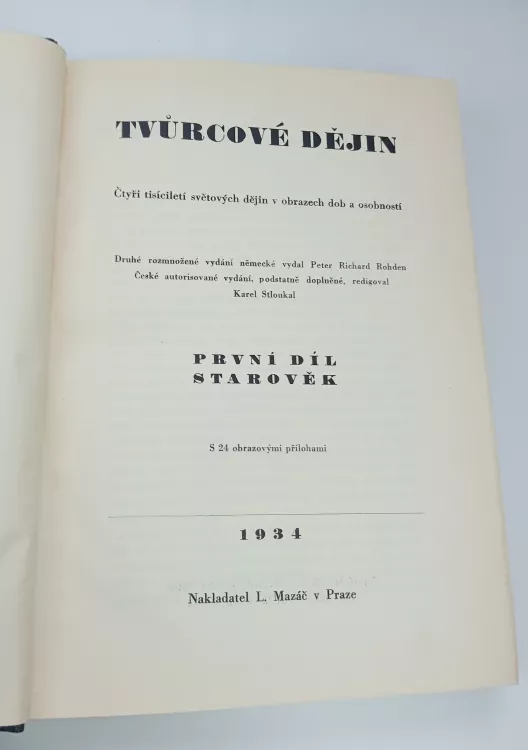 TVŮRCOVÉ DĚJIN
Čtyři tisíciletí světových dějin v obrazech dob a osobností
Druhé rozmnožené vydání německé vydal Peter Richard Rohden
České autorisované vydání, podstatně doplněné, redigoval
Karel Stloukal
PRVNÍ DÍL
STAROVĚK
S 24 obrazovými přílohami
1934
Nakladatel L. Mazáč v Praze